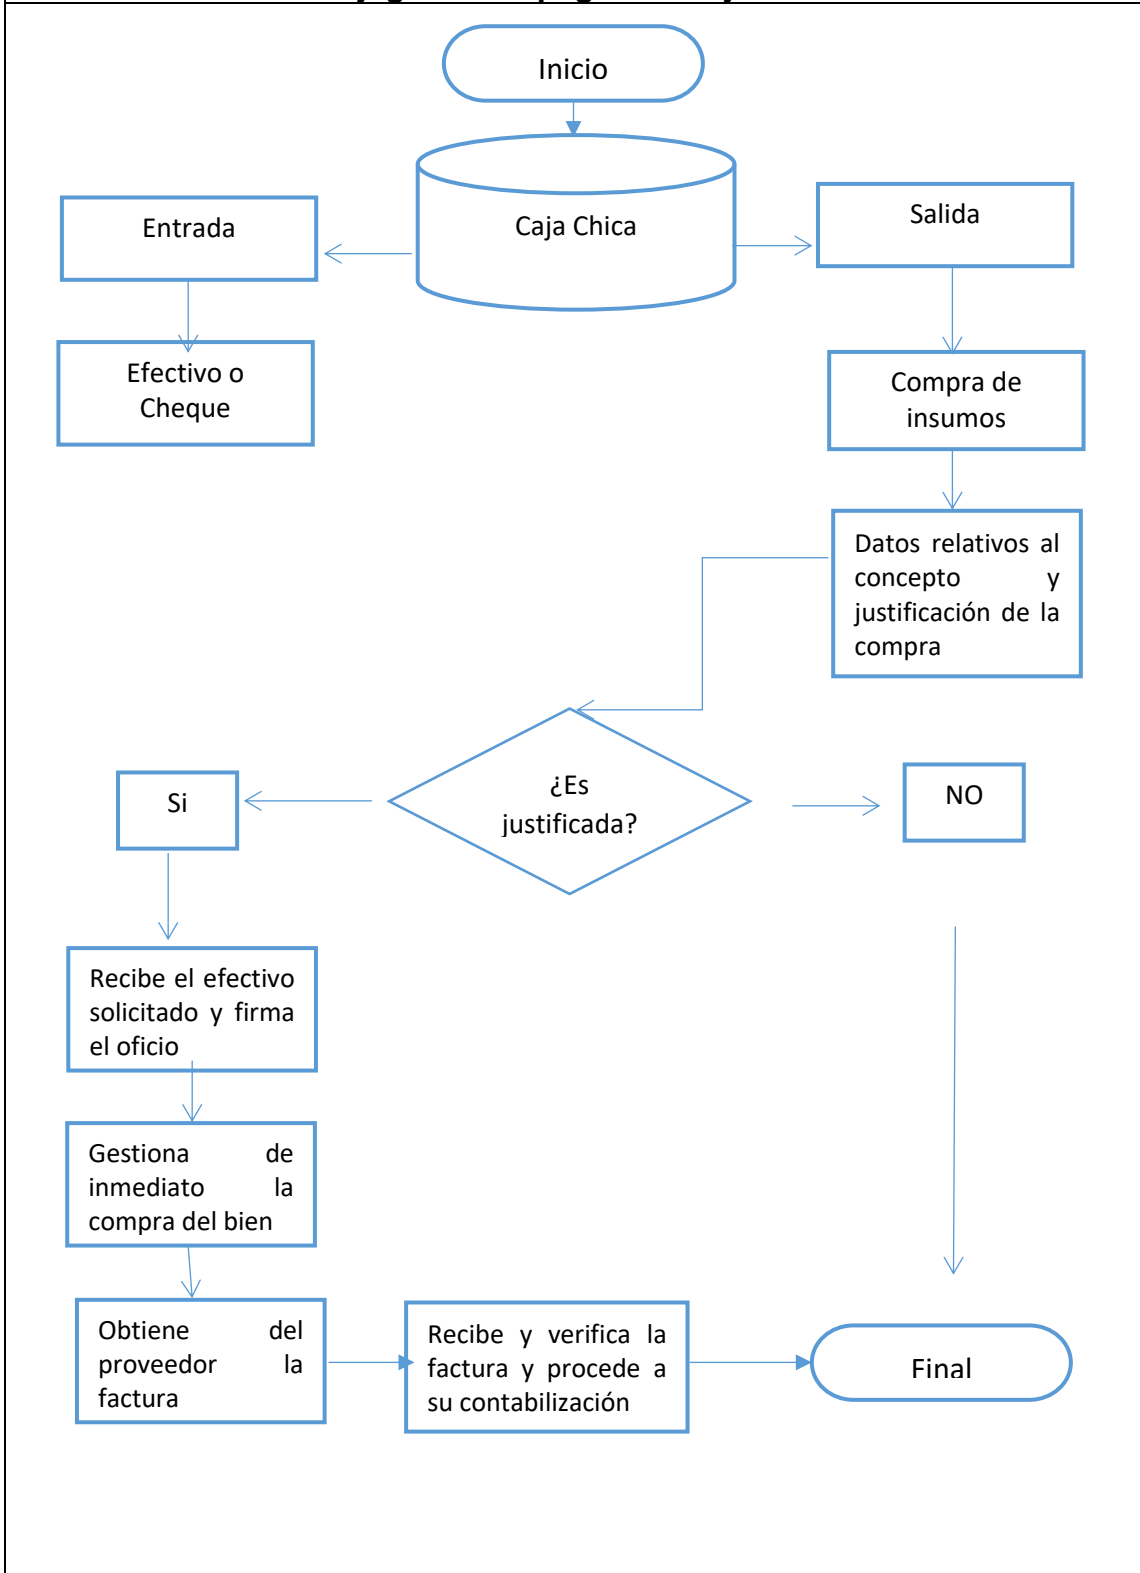 Inicio
Caja Chica
Entrada
Salida
Efectivo o
Cheque
Compra de
insumos
Datos relativos al
concepto y
justificación de la
compra
¿Es
justificada?
Si
NO
Recibe el efectivo
solicitado y firma
el oficio
Gestiona de
inmediato la
compra del bien
Obtiene del
proveedor la
factura
Recibe y verifica la
factura y procede a
su contabilización
Final